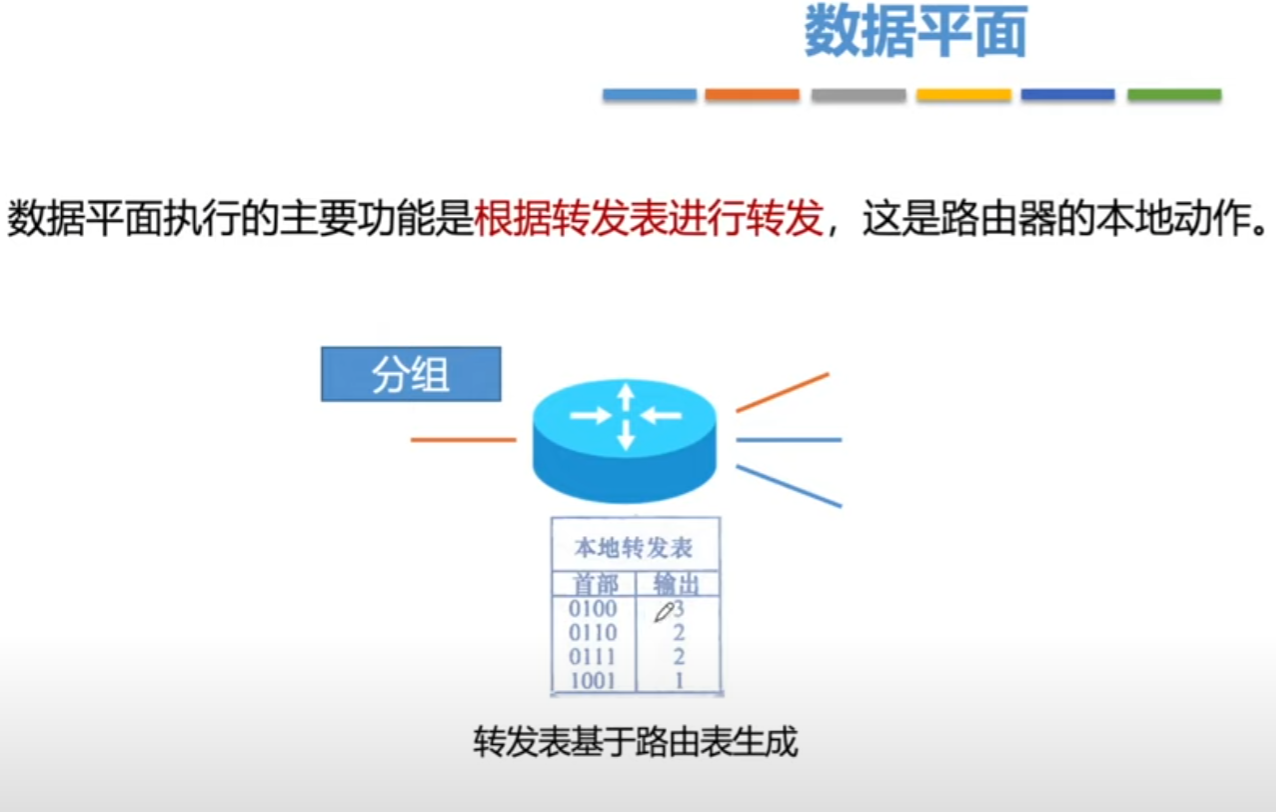 数据平面
数据平面执行的主要功能是根据转发表进行转发，这是路由器的本地动作。
分组
本地转发表
首部 输出
0100 3
0110 2
0111 2
1001 1
转发表基于路由表生成